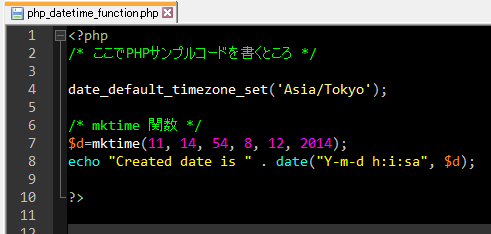 php_datetime_function.php
1 <?php
2 /* ここでPHPサンプルコードを書くところ */
3
4 date_default_timezone_set('Asia/Tokyo');
5
6 /* mktime 関数 */
7 $d=mktime(11, 14, 54, 8, 12, 2014);
8 echo "Created date is " . date("Y-m-d h:i:sa", $d);
9
10 ?>
11
12